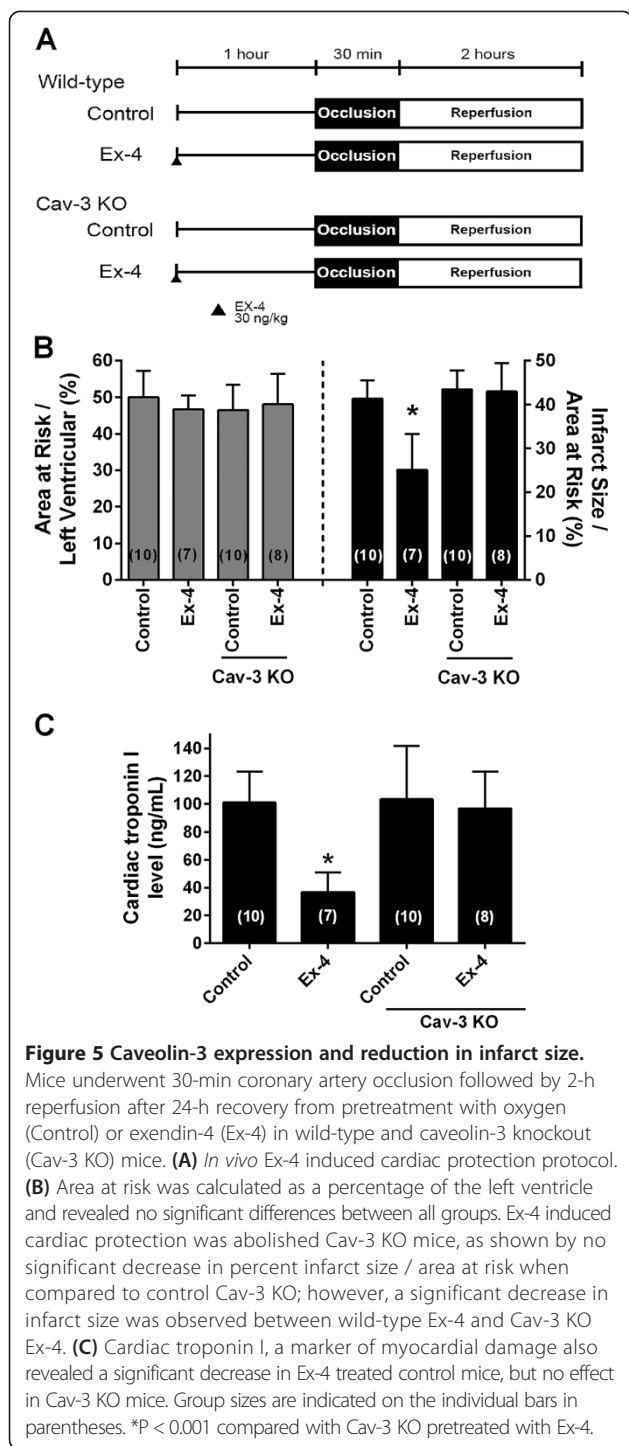 A
1 hour 30 min 2 hours
Wild-type
Control Occlusion Reperfusion
Ex-4 Occlusion Reperfusion
Cav-3 KO
Control Occlusion Reperfusion
Ex-4 Occlusion Reperfusion
EX-4
30 ng/kg
B
Area at Risk /
Left Ventricular (%)
60
50
40
30
20
10
0
(10) (7) (10) (8)
Control Ex-4 Control Ex-4
Cav-3 KO
*
(10) (7) (10) (8)
Control Ex-4 Control Ex-4
Cav-3 KO
50
40
30
20
10
0
Infarct Size /
Area at Risk (%)
C
Cardiac troponin I
level (ng/mL)
140
120
100
80
60
40
20
0
*
(10) (7) (10) (8)
Control Ex-4 Control Ex-4
Cav-3 KO
Figure 5 Caveolin-3 expression and reduction in infarct size.
Mice underwent 30-min coronary artery occlusion followed by 2-h
reperfusion after 24-h recovery from pretreatment with oxygen
(Control) or exendin-4 (Ex-4) in wild-type and caveolin-3 knockout
(Cav-3 KO) mice. (A) In vivo Ex-4 induced cardiac protection protocol.
(B) Area at risk was calculated as a percentage of the left ventricle
and revealed no significant differences between all groups. Ex-4 induced
cardiac protection was abolished Cav-3 KO mice, as shown by no
significant decrease in percent infarct size / area at risk when
compared to control Cav-3 KO; however, a significant decrease in
infarct size was observed between wild-type Ex-4 and Cav-3 KO
Ex-4. (C) Cardiac troponin I, a marker of myocardial damage also
revealed a significant decrease in Ex-4 treated control mice, but no effect
in Cav-3 KO mice. Group sizes are indicated on the individual bars in
parentheses. *P < 0.001 compared with Cav-3 KO pretreated with Ex-4.